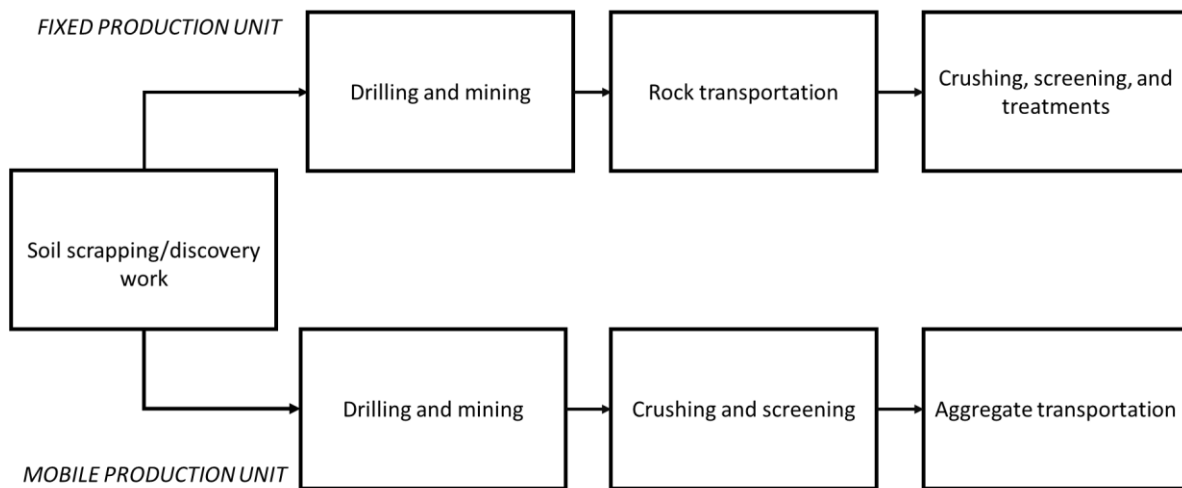 FIXED PRODUCTION UNIT
Drilling and mining
Rock transportation
Crushing, screening, and
treatments
Soil scrapping/discovery
work
Drilling and mining
Crushing and screening
Aggregate transportation
MOBILE PRODUCTION UNIT